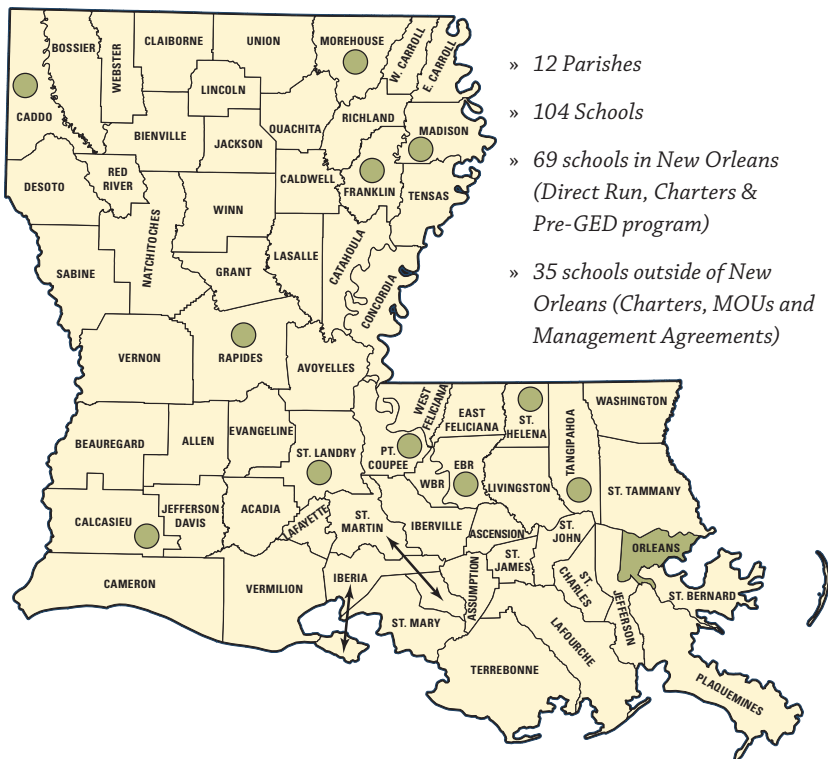 BOSSIER
WEBSTER
CLAIBORNE
UNION
MOREHOUSE
W. CARROLL
E. CARROLL
CADDO
LINCOLN
OUACHITA
RICHLAND
MADISON
BIENVILLE
JACKSON
DESOTO
RED
RIVER
CALDWELL
FRANKLIN
TENSAS
NATCHITOCHES
WINN
SABINE
GRANT
LASALLE
CATAHOULA
CONCORDIA
VERNON
RAPIDES
AVOYELLES
» 12 Parishes
» 104 Schools
» 69 schools in New Orleans
(Direct Run, Charters &
Pre-GED program)
» 35 schools outside of New
Orleans (Charters, MOUs and
Management Agreements)
BEAUREGARD
ALLEN
EVANGELINE
ST. LANDRY
PT.
COUPEE
WEST
FELICIANA
EAST
FELICIANA
ST.
HELENA
TANGIPAHOA
WASHINGTON
WBR
EBR
LIVINGSTON
ST. TAMMANY
CALCASIEU
JEFFERSON
DAVIS
ACADIA
LAFAYETTE
ST.
MARTIN
IBERVILLE
ASCENSION
ST.
JOHN
ORLEANS
CAMERON
VERMILION
IBERIA
ST. MARY
ASSUMPTION
ST.
JAMES
ST.
CHARLES
JEFFERSON
ST. BERNARD
TERREBONNE
LAFOURCHE
PLAQUEMINES